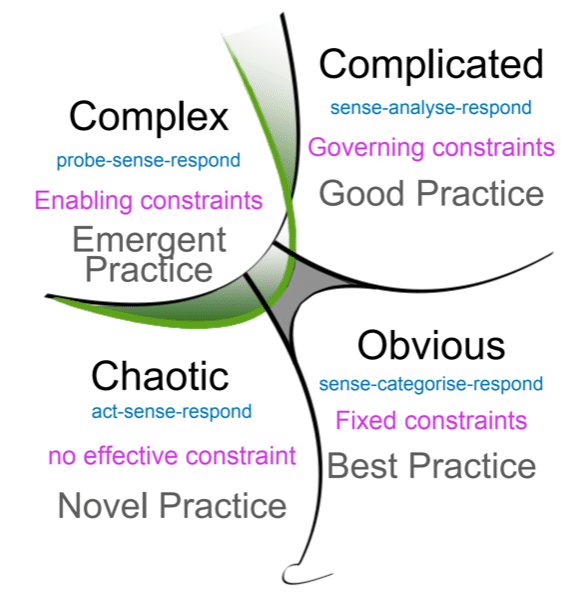 Complex
probe-sense-respond
Enabling constraints
Emergent
Practice
Complicated
sense-analyse-respond
Governing constraints
Good Practice
Chaotic
act-sense-respond
no effective constraint
Novel Practice
Obvious
sense-categorise-respond
Fixed constraints
Best Practice